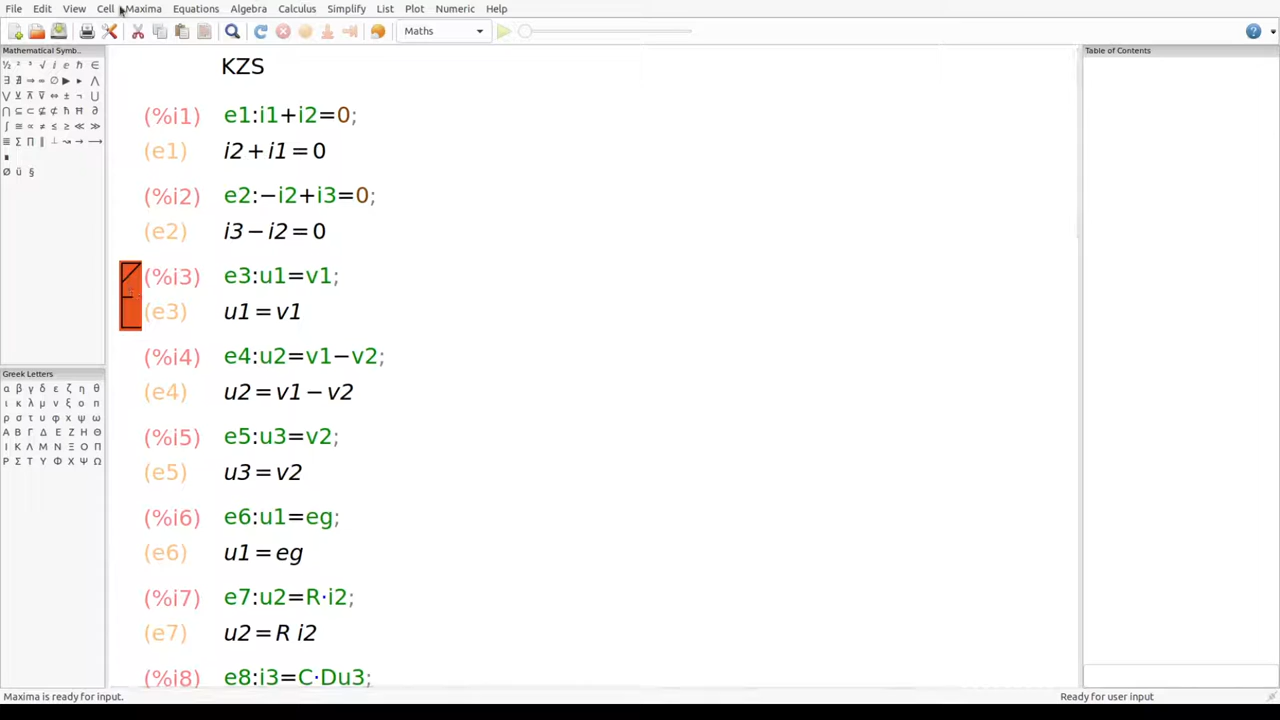 File Edit View Cell Maxima Equations Algebra Calculus Simplify List Plot Numeric Help
Maths
Mathematical Symb..
Table of Contents
KZS
(%i1) e1:i1+i2=0;
(e1) i2+i1=0
(%i2) e2:−i2+i3=0;
(e2) i3−i2=0
(%i3) e3:u1=v1;
(e3) u1=v1
(%i4) e4:u2=v1−v2;
(e4) u2=v1−v2
(%i5) e5:u3=v2;
(e5) u3=v2
(%i6) e6:u1=eg;
(e6) u1=eg
(%i7) e7:u2=R·i2;
(e7) u2=R i2
(%i8) e8:i3=C·Du3;
Greek Letters
α β γ δ ε ζ η θ
ι κ λ μ ν ξ ο π
ρ σ τ υ φ χ ψ ω
Α Β Γ Δ Ε Ζ Η Θ
Ι Κ Λ Μ Ν Ξ Ο Π
Ρ Σ Τ Υ Φ Χ Ψ Ω
Maxima is ready for input.
Ready for user input